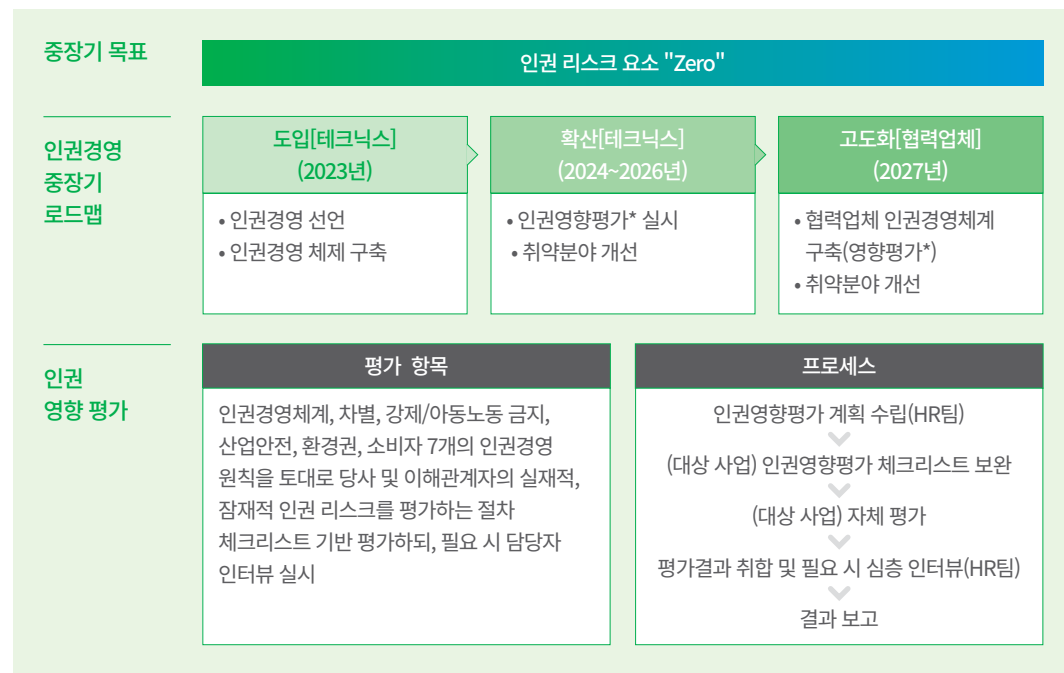 중장기 목표
인권 리스크 요소 "Zero"
인권경영
중장기
로드맵
도입[테크닉스]
(2023년)
• 인권경영 선언
• 인권경영 체제 구축
확산[테크닉스]
(2024~2026년)
• 인권영향평가* 실시
• 취약분야 개선
고도화[협력업체]
(2027년)
• 협력업체 인권경영체계
구축(영향평가*)
• 취약분야 개선
인권
영향 평가
평가 항목
인권경영체계, 차별, 강제/아동노동 금지,
산업안전, 환경권, 소비자 7개의 인권경영
원칙을 토대로 당사 및 이해관계자의 실재적,
잠재적 인권 리스크를 평가하는 절차
체크리스트 기반 평가하되, 필요 시 담당자
인터뷰 실시
프로세스
인권영향평가 계획 수립(HR팀)
(대상 사업) 인권영향평가 체크리스트 보완
(대상 사업) 자체 평가
평가결과 취합 및 필요 시 심층 인터뷰(HR팀)
결과 보고